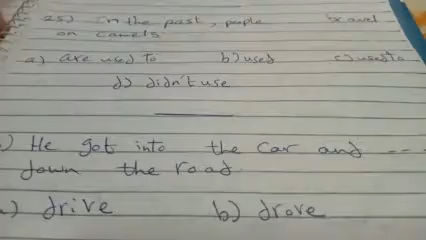 25) In the past, people travel
on camels
a) are used to b) used c) used to
d) didn't use
) He got into the car and ---
down the road.
) drive b) drove